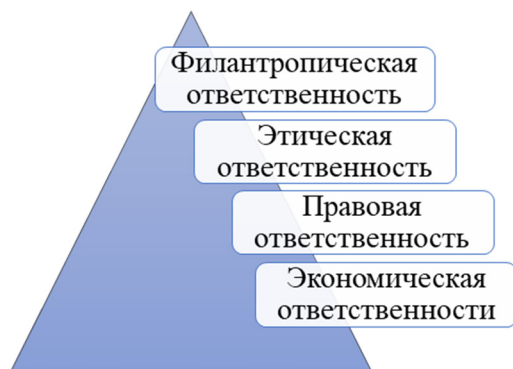 Филантропическая
ответственность
Этическая
ответственность
Правовая
ответственность
Экономическая
ответственности